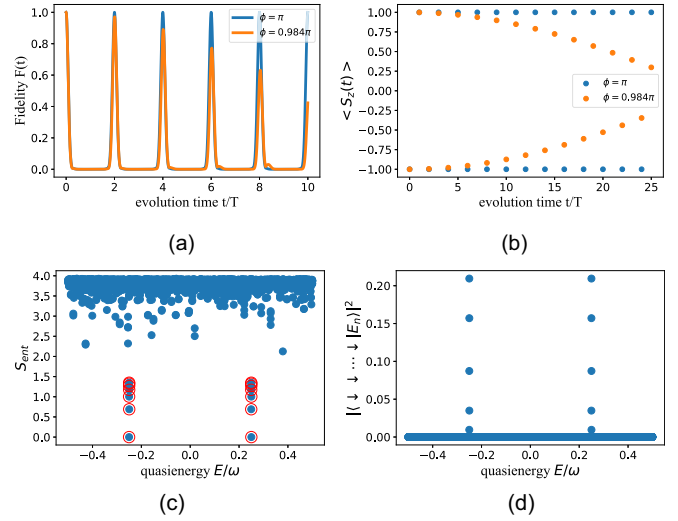 1.0
0.8
0.6
0.4
0.2
0.0
Fidelity F(t)
ϕ = π
ϕ = 0.984π
0 2 4 6 8 10
evolution time t/T
(a)
1.00
0.75
0.50
0.25
0.00
−0.25
−0.50
−0.75
−1.00
< S_z(t) >
ϕ = π
ϕ = 0.984π
0 5 10 15 20 25
evolution time t/T
(b)
4.0
3.5
3.0
2.5
2.0
1.5
1.0
0.5
0.0
S_ent
−0.4 −0.2 0.0 0.2 0.4
quasienergy E/ω
(c)
0.20
0.15
0.10
0.05
0.00
|⟨↓ ↓ ⋯ ↓ |E_n⟩|²
−0.4 −0.2 0.0 0.2 0.4
quasienergy E/ω
(d)